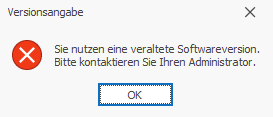 Versionsangabe
Sie nutzen eine veraltete Softwareversion.
Bitte kontaktieren Sie Ihren Administrator.
OK